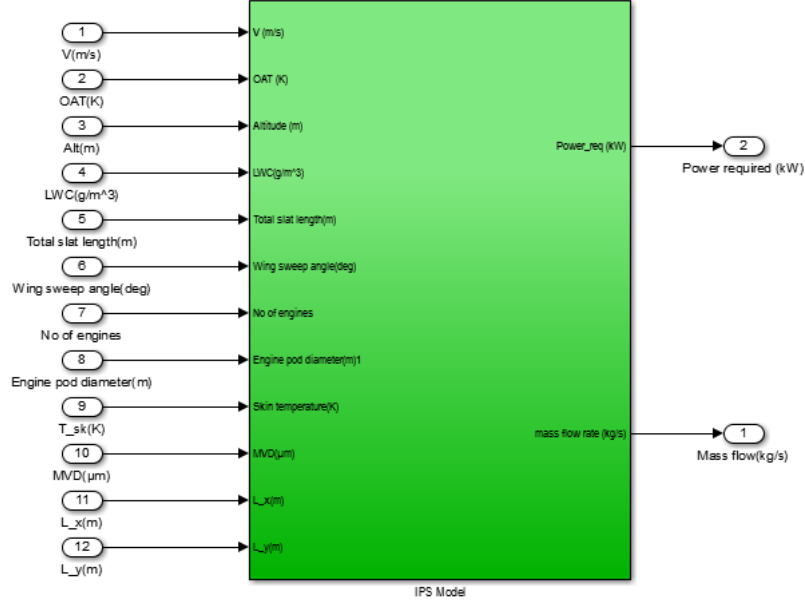 1
V(m/s)
V (m/s)
2
OAT(K)
OAT (K)
3
Alt(m)
Altitude (m)
4
LWC(g/m^3)
LWC(g/m^3)
5
Total slat length(m)
Total slat length(m)
6
Wing sweep angle(deg)
Wing sweep angle(deg)
7
No of engines
No of engines
8
Engine pod diameter(m)
Engine pod diameter(m)1
9
T_sk(K)
Skin temperature(K)
10
MVD(μm)
MVD(μm)
11
L_x(m)
L_x(m)
12
L_y(m)
L_y(m)
Power_req (kW)
2
Power required (kW)
mass flow rate (kg/s)
1
Mass flow(kg/s)
IPS Model